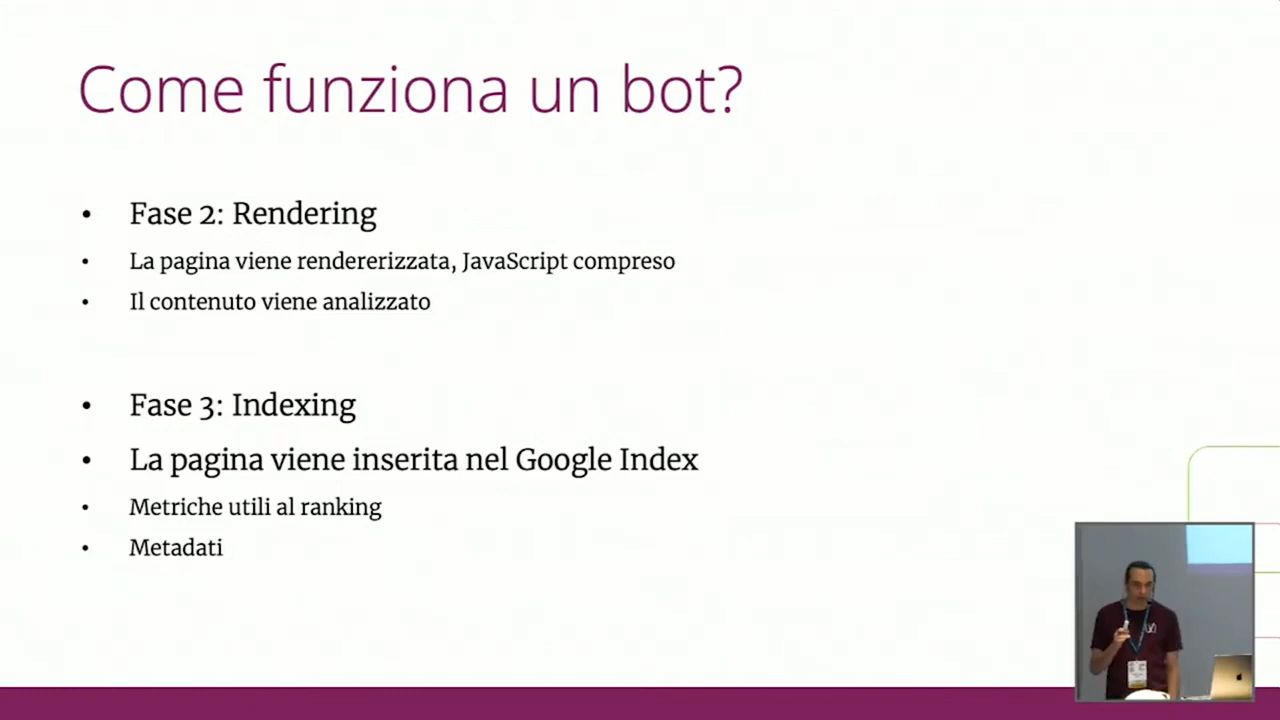 Come funziona un bot?
• Fase 2: Rendering
• La pagina viene rendererizzata, JavaScript compreso
• Il contenuto viene analizzato
• Fase 3: Indexing
• La pagina viene inserita nel Google Index
• Metriche utili al ranking
• Metadati